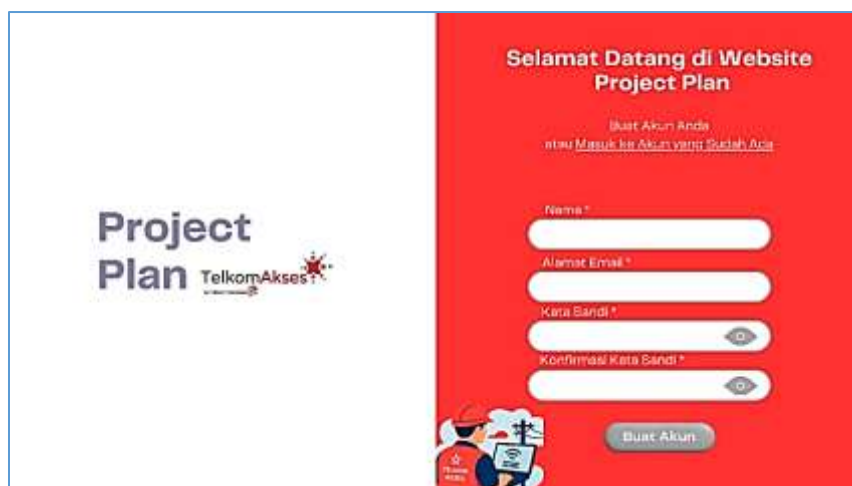 Project
Plan TelkomAkses
Selamat Datang di Website
Project Plan
Buat Akun Anda
atau Masuk ke Akun yang Sudah Ada
Nama *
Alamat Email *
Kata Sandi *
Konfirmasi Kata Sandi *
Buat Akun